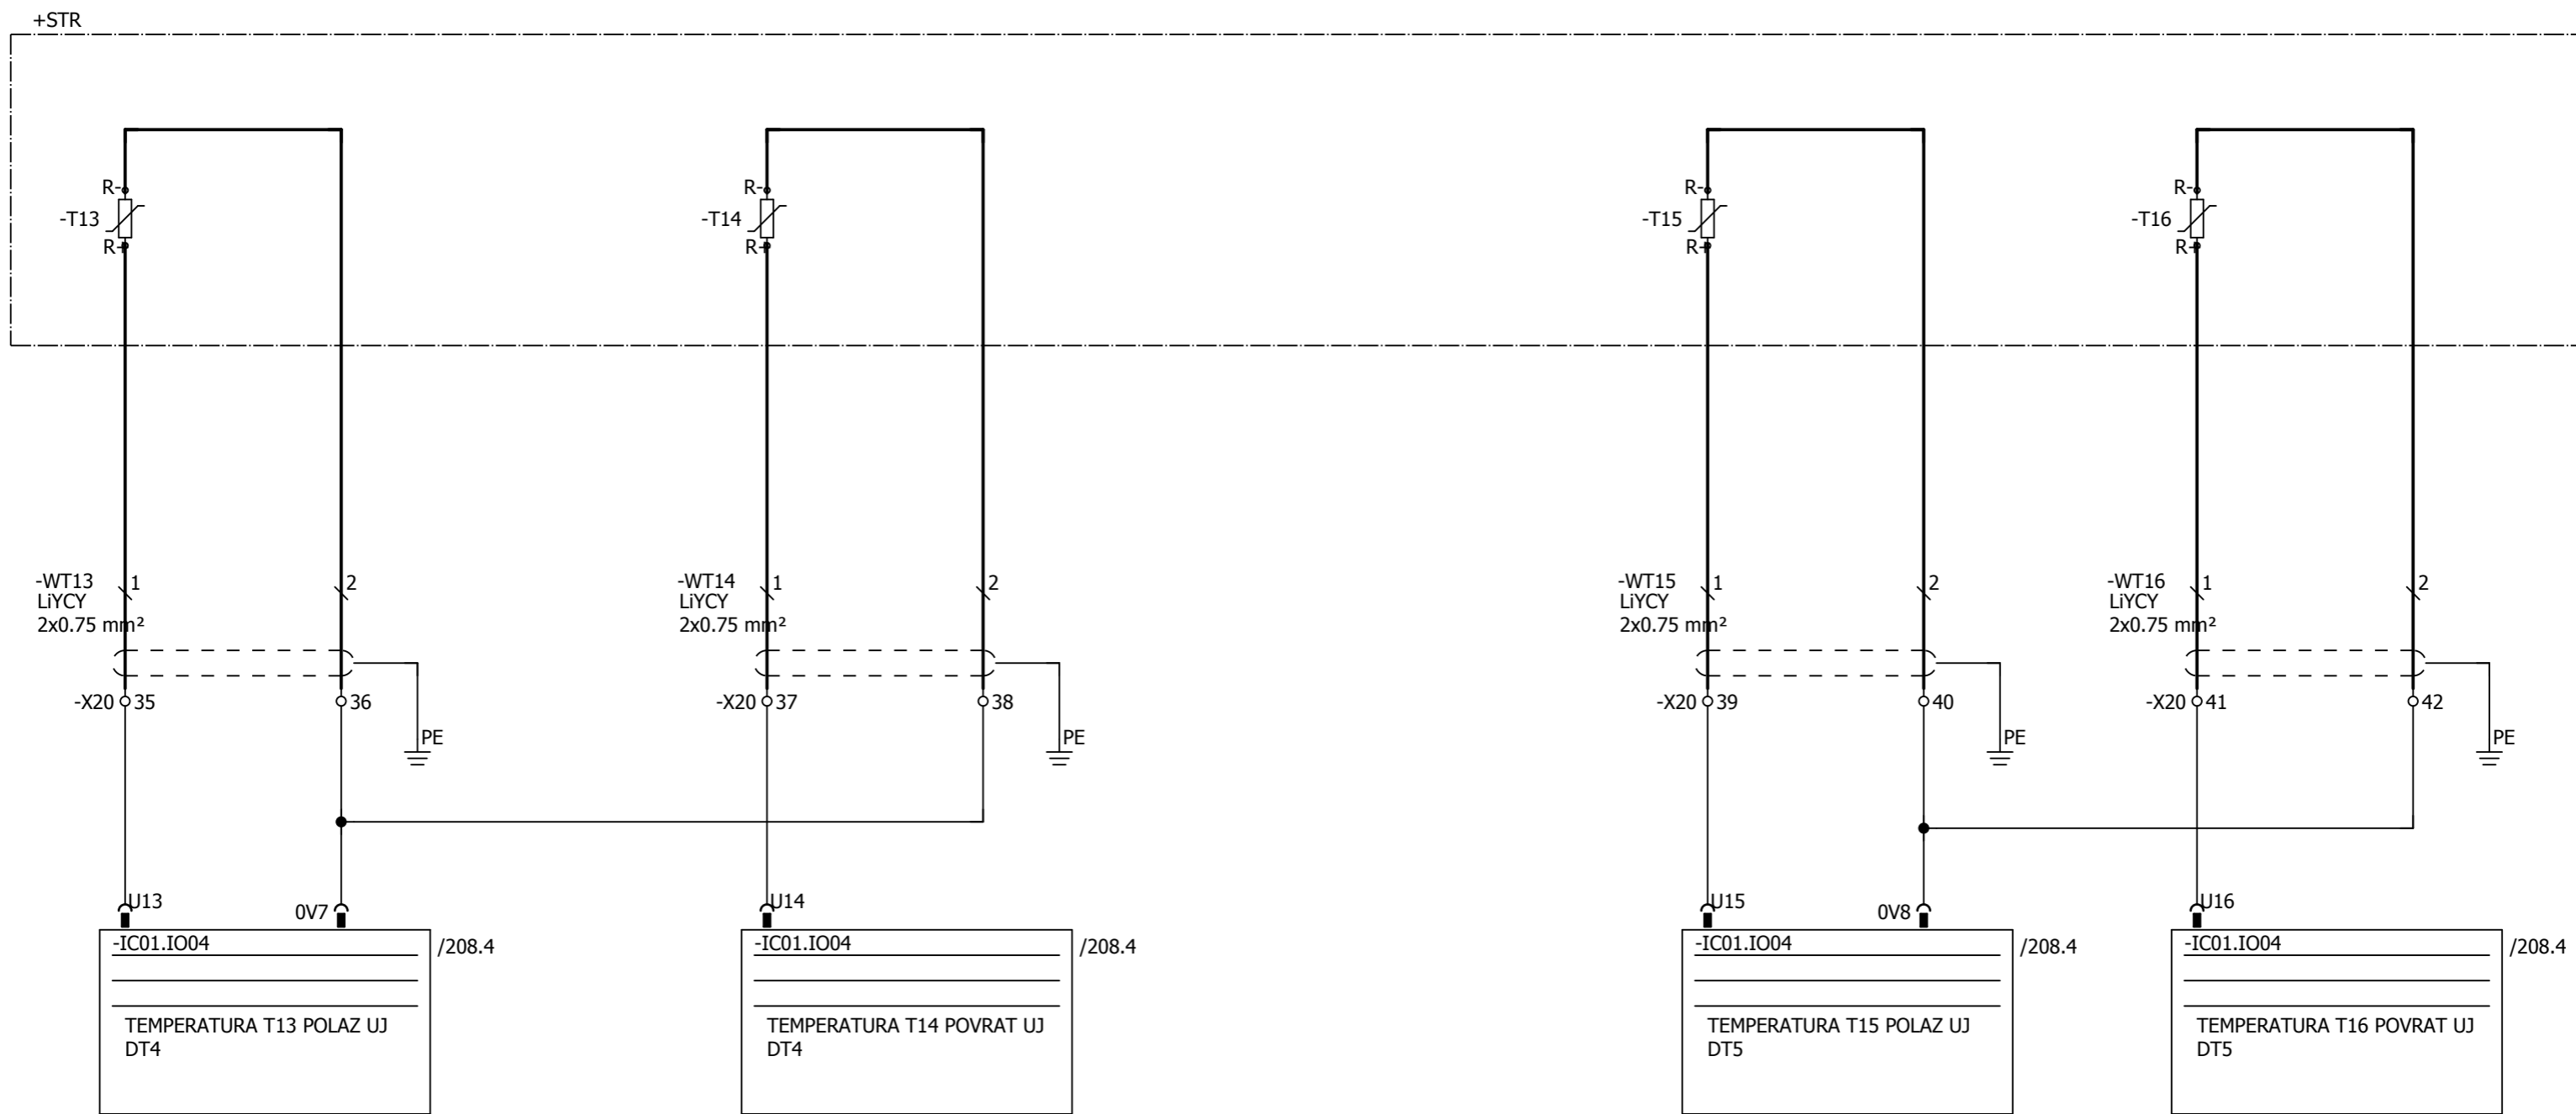 +STR
R-
-T13
R+
R-
-T14
R+
R-
-T15
R+
R-
-T16
R+
-WT13
LiYCY
2x0.75 mm²
1
2
-WT14
LiYCY
2x0.75 mm²
1
2
-WT15
LiYCY
2x0.75 mm²
1
2
-WT16
LiYCY
2x0.75 mm²
1
2
-X20 35
36
-X20 37
38
-X20 39
40
-X20 41
42
PE
PE
PE
PE
U13
0V7
U14
U15
0V8
U16
-IC01.IO04
/208.4
TEMPERATURA T13 POLAZ UJ
DT4
-IC01.IO04
/208.4
TEMPERATURA T14 POVRAT UJ
DT4
-IC01.IO04
/208.4
TEMPERATURA T15 POLAZ UJ
DT5
-IC01.IO04
/208.4
TEMPERATURA T16 POVRAT UJ
DT5